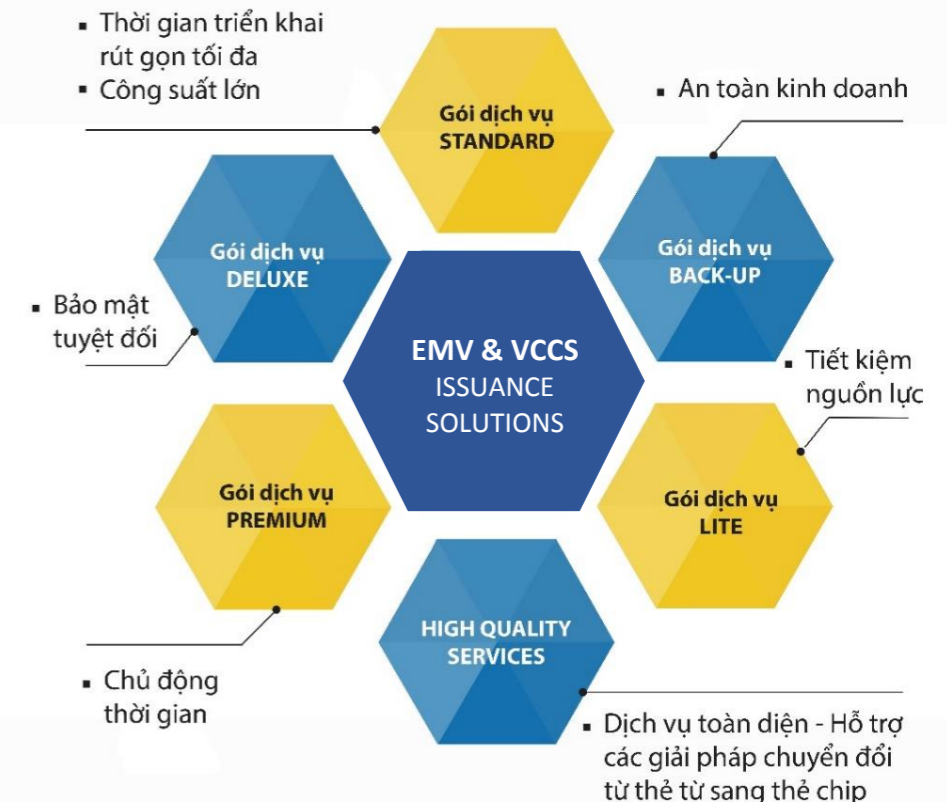 ▪ Thời gian triển khai
rút gọn tối đa
▪ Công suất lớn
▪ An toàn kinh doanh
Gói dịch vụ
STANDARD
Gói dịch vụ
DELUXE
Gói dịch vụ
BACK-UP
▪ Bảo mật
tuyệt đối
EMV & VCCS
ISSUANCE
SOLUTIONS
▪ Tiết kiệm
nguồn lực
Gói dịch vụ
PREMIUM
Gói dịch vụ
LITE
HIGH QUALITY
SERVICES
▪ Chủ động
thời gian
▪ Dịch vụ toàn diện - Hỗ trợ
các giải pháp chuyển đổi
từ thẻ từ sang thẻ chip